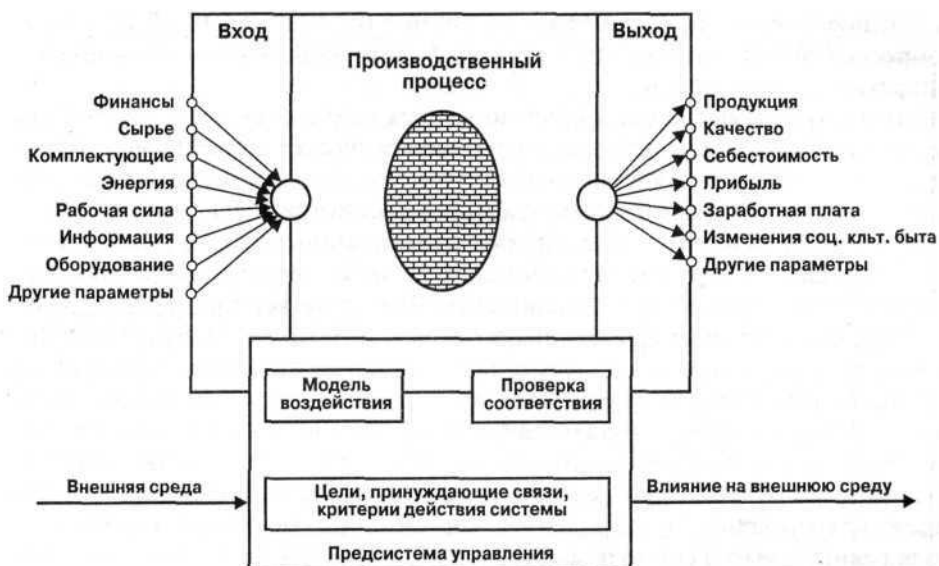 Вход
Выход
Производственный
процесс
Финансы
Сырье
Комплектующие
Энергия
Рабочая сила
Информация
Оборудование
Другие параметры
Продукция
Качество
Себестоимость
Прибыль
Заработная плата
Изменения соц. кльт. быта
Другие параметры
Модель
воздействия
Проверка
соответствия
Внешняя среда
Цели, принуждающие связи,
критерии действия системы
Влияние на внешнюю среду
Предсистема управления